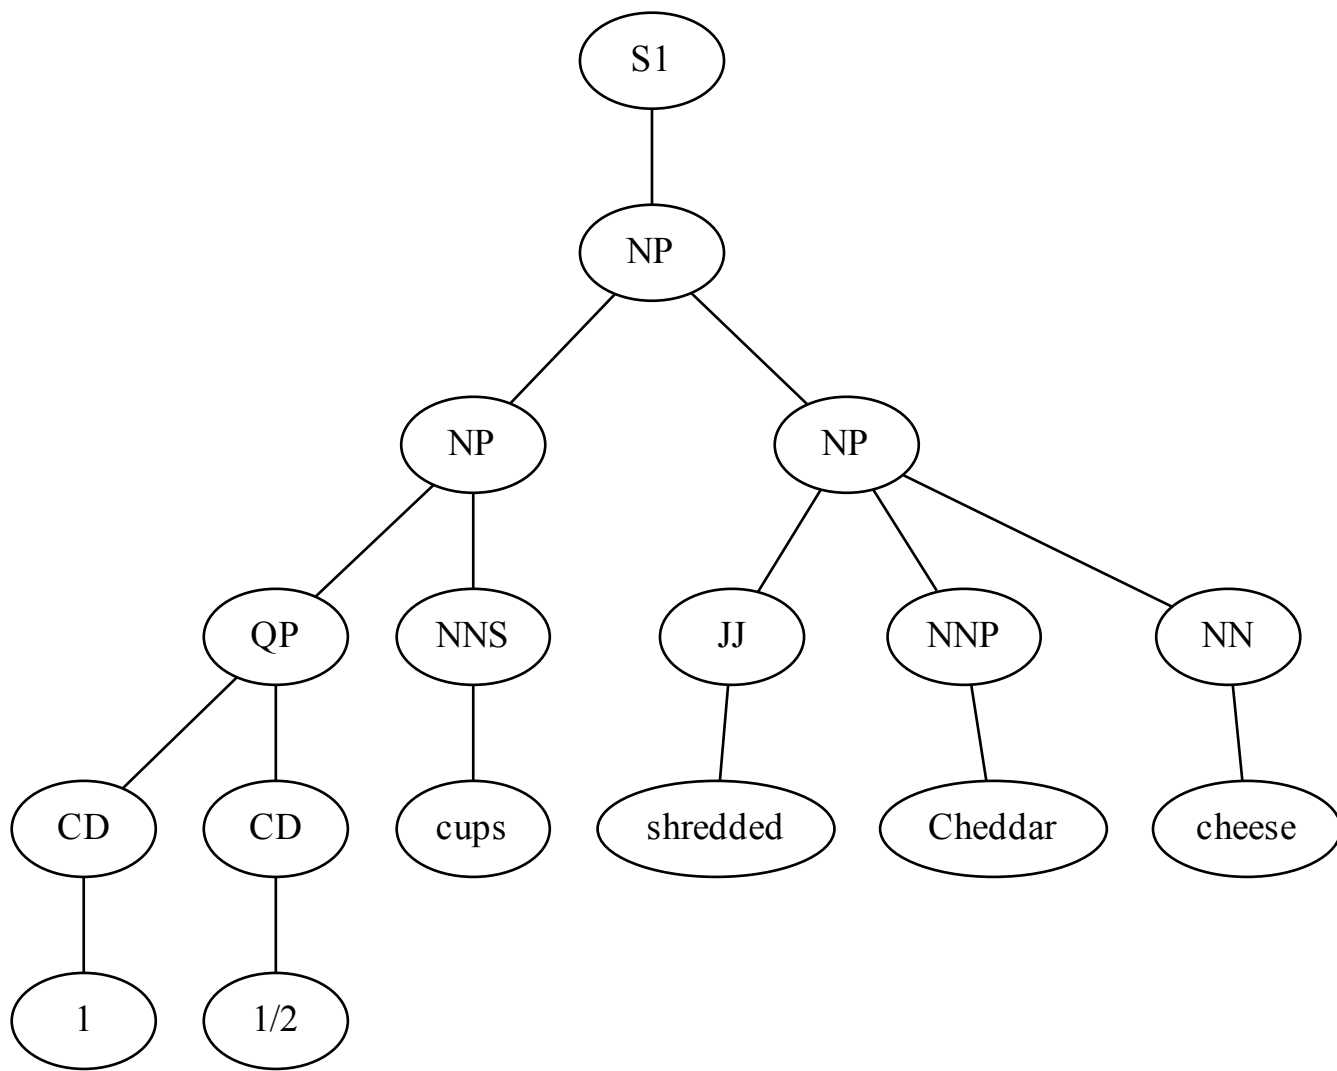 S1
NP
NP NP
QP NNS JJ NNP NN
CD CD cups shredded Cheddar cheese
1 1/2